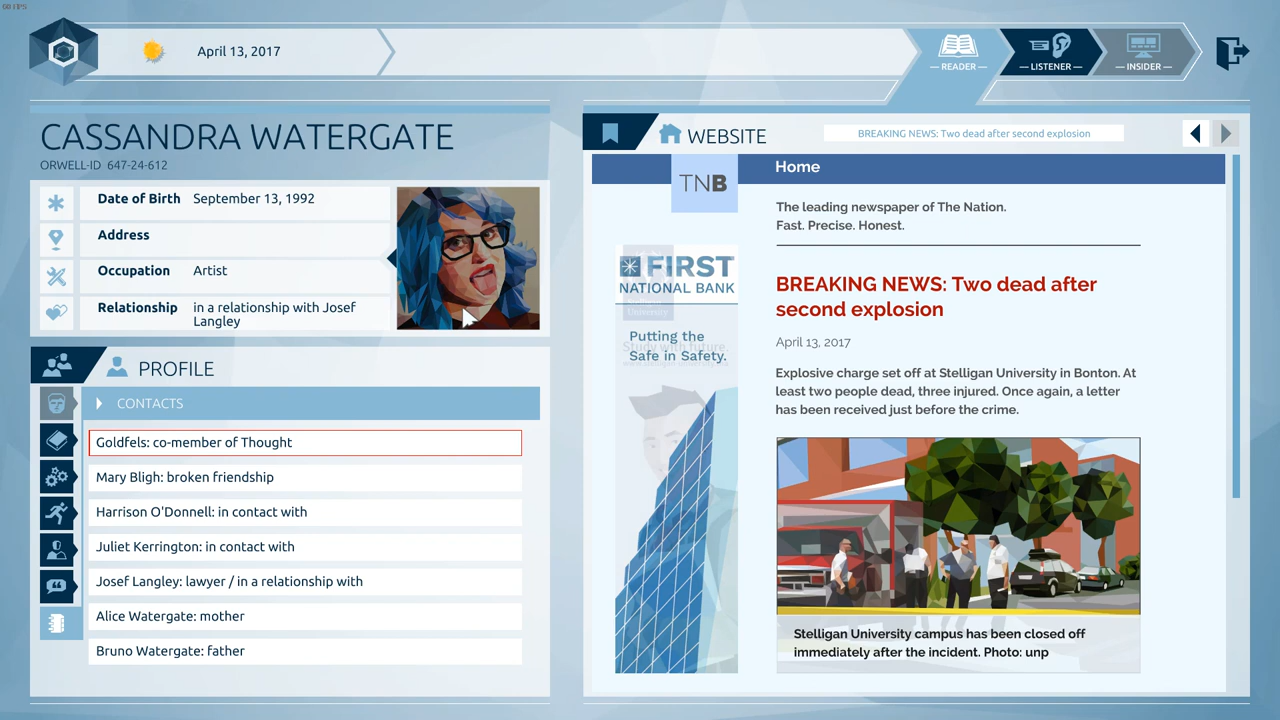 60 FPS
April 13, 2017
— READER —
— LISTENER —
— INSIDER —
CASSANDRA WATERGATE
ORWELL-ID 647-24-612
Date of Birth September 13, 1992
Address
Occupation Artist
Relationship in a relationship with Josef
Langley
PROFILE
CONTACTS
Goldfels: co-member of Thought
Mary Bligh: broken friendship
Harrison O'Donnell: in contact with
Juliet Kerrington: in contact with
Josef Langley: lawyer / in a relationship with
Alice Watergate: mother
Bruno Watergate: father
WEBSITE
BREAKING NEWS: Two dead after second explosion
TNB
Home
The leading newspaper of The Nation.
Fast. Precise. Honest.
FIRST
NATIONAL BANK
University
Putting the
Study with future.
Safe in Safety.
BREAKING NEWS: Two dead after
second explosion
April 13, 2017
Explosive charge set off at Stelligan University in Bonton. At
least two people dead, three injured. Once again, a letter
has been received just before the crime.
Stelligan University campus has been closed off
immediately after the incident. Photo: unp